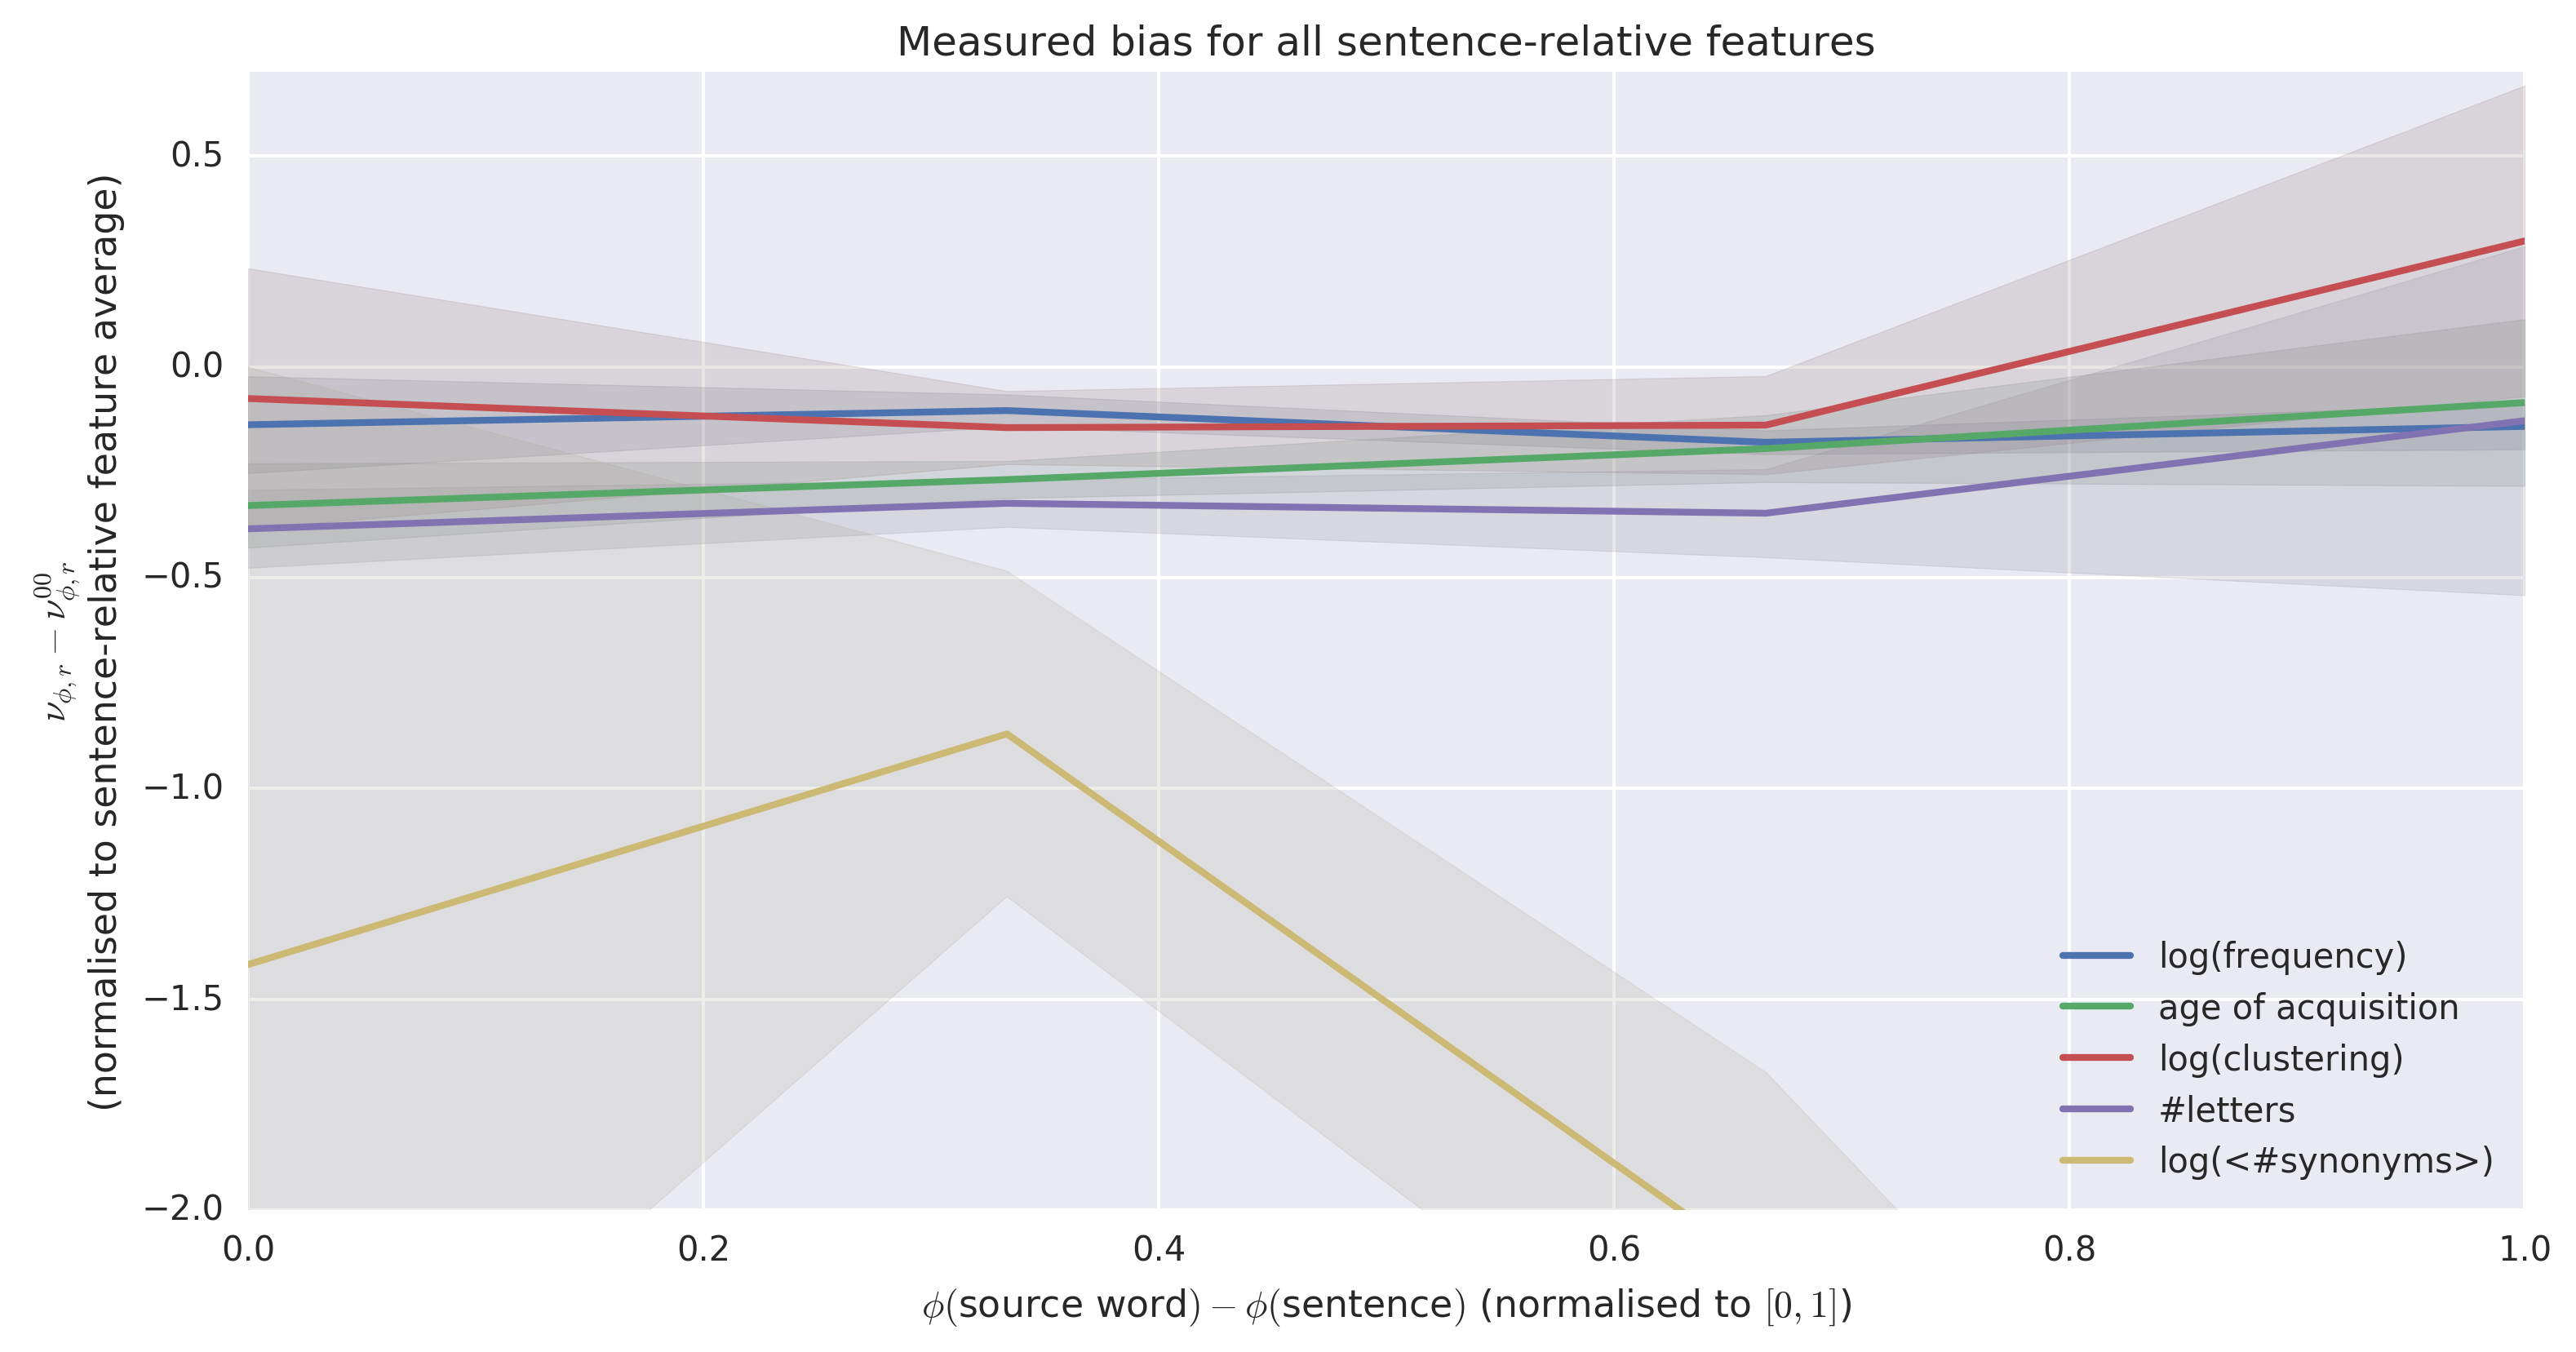 Measured bias for all sentence-relative features
ν_{ϕ,r} − ν^{00}_{ϕ,r}
(normalised to sentence-relative feature average)
0.5
0.0
−0.5
−1.0
−1.5
−2.0
log(frequency)
age of acquisition
log(clustering)
#letters
log(<#synonyms>)
0.0 0.2 0.4 0.6 0.8 1.0
ϕ(source word) − ϕ(sentence) (normalised to [0, 1])